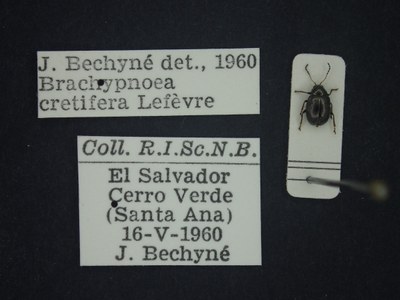 J. Bechyné det., 1960
Brachypnoea
cretifera Lefèvre
Coll. R.I.Sc.N.B.
El Salvador
Cerro Verde
(Santa Ana)
16-V-1960
J. Bechyné